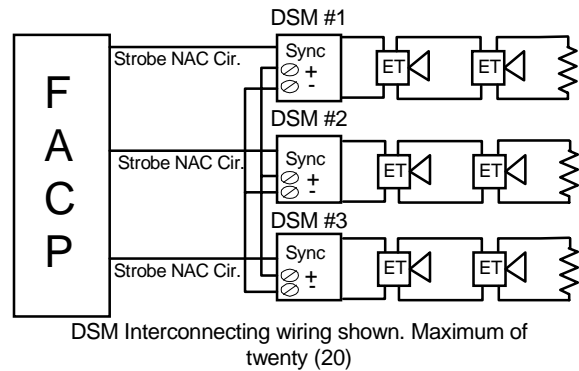 DSM #1
Strobe NAC Cir.
Sync
+
-
ET
ET
FACP
DSM #2
Strobe NAC Cir.
Sync
+
-
ET
ET
DSM #3
Strobe NAC Cir.
Sync
+
-
ET
ET
DSM Interconnecting wiring shown. Maximum of
twenty (20)